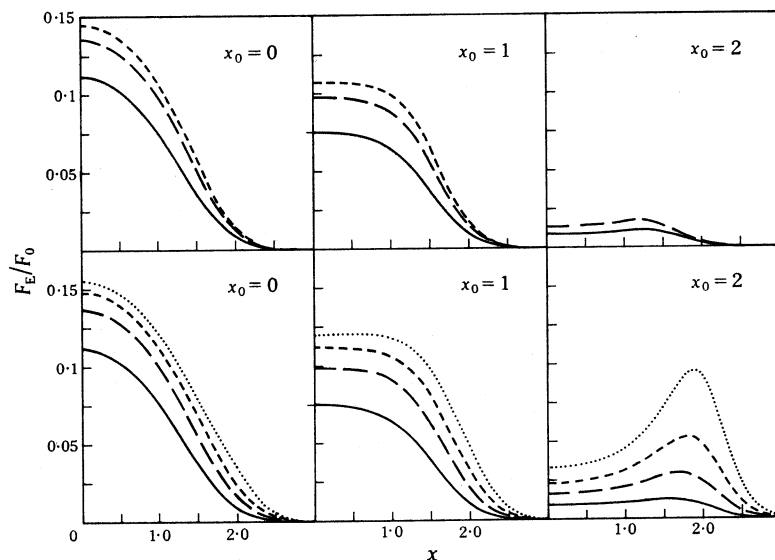 0·15
0·1
0·05
x₀ = 0
x₀ = 1
x₀ = 2
F_E/F₀
0·15
0·1
0·05
x₀ = 0
x₀ = 1
x₀ = 2
0
1·0
2·0
1·0
2·0
1·0
2·0
x